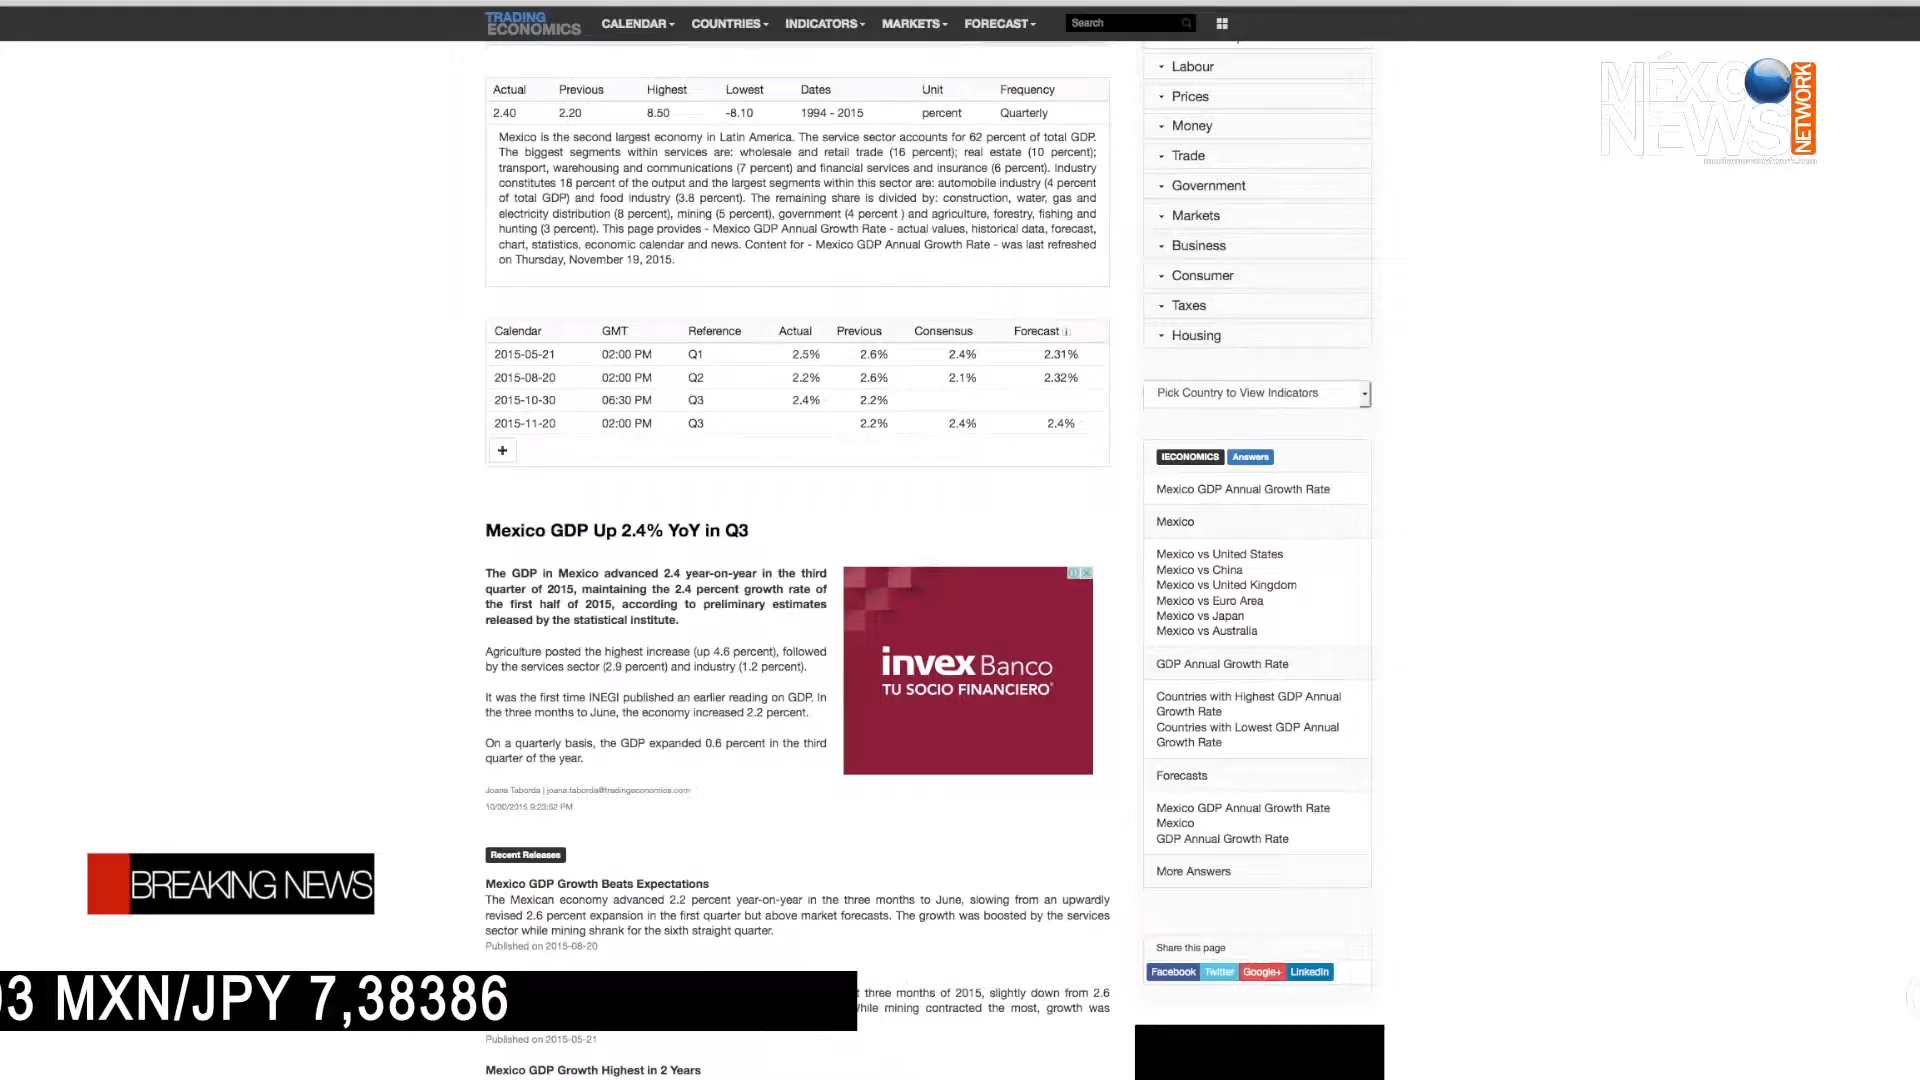 TRADING
ECONOMICS
CALENDAR COUNTRIES INDICATORS MARKETS FORECAST Search
MÉXICO
NEWS
NETWORK
Actual Previous Highest Lowest Dates Unit Frequency
2.40 2.20 8.50 -8.10 1994 - 2015 percent Quarterly
Mexico is the second largest economy in Latin America. The service sector accounts for 62 percent of total GDP.
The biggest segments within services are: wholesale and retail trade (16 percent); real estate (10 percent);
transport, warehousing and communications (7 percent) and financial services and insurance (6 percent). Industry
constitutes 18 percent of the output and the largest segments within this sector are: automobile industry (4 percent
of total GDP) and food industry (3.8 percent). The remaining share is divided by: construction, water, gas and
electricity distribution (8 percent), mining (5 percent), government (4 percent ) and agriculture, forestry, fishing and
hunting (3 percent). This page provides - Mexico GDP Annual Growth Rate - actual values, historical data, forecast,
chart, statistics, economic calendar and news. Content for - Mexico GDP Annual Growth Rate - was last refreshed
on Thursday, November 19, 2015.
Calendar GMT Reference Actual Previous Consensus Forecast
2015-05-21 02:00 PM Q1 2.5% 2.6% 2.4% 2.31%
2015-08-20 02:00 PM Q2 2.2% 2.6% 2.1% 2.32%
2015-10-30 06:30 PM Q3 2.4% 2.2%
2015-11-20 02:00 PM Q3 2.2% 2.4% 2.4%
+
Mexico GDP Up 2.4% YoY in Q3
The GDP in Mexico advanced 2.4 year-on-year in the third
quarter of 2015, maintaining the 2.4 percent growth rate of
the first half of 2015, according to preliminary estimates
released by the statistical institute.
Agriculture posted the highest increase (up 4.6 percent), followed
by the services sector (2.9 percent) and industry (1.2 percent).
It was the first time INEGI published an earlier reading on GDP. In
the three months to June, the economy increased 2.2 percent.
On a quarterly basis, the GDP expanded 0.6 percent in the third
quarter of the year.
Joana Taborda | joana.taborda@tradingeconomics.com
10/30/2015 9:23:52 PM
invex Banco
TU SOCIO FINANCIERO®
Recent Releases
Mexico GDP Growth Beats Expectations
The Mexican economy advanced 2.2 percent year-on-year in the three months to June, slowing from an upwardly
revised 2.6 percent expansion in the first quarter but above market forecasts. The growth was boosted by the services
sector while mining shrank for the sixth straight quarter.
Published on 2015-08-20
t three months of 2015, slightly down from 2.6
While mining contracted the most, growth was
Published on 2015-05-21
Mexico GDP Growth Highest in 2 Years
Labour
Prices
Money
Trade
Government
Markets
Business
Consumer
Taxes
Housing
Pick Country to View Indicators
IECONOMICS Answers
Mexico GDP Annual Growth Rate
Mexico
Mexico vs United States
Mexico vs China
Mexico vs United Kingdom
Mexico vs Euro Area
Mexico vs Japan
Mexico vs Australia
GDP Annual Growth Rate
Countries with Highest GDP Annual
Growth Rate
Countries with Lowest GDP Annual
Growth Rate
Forecasts
Mexico GDP Annual Growth Rate
Mexico
GDP Annual Growth Rate
More Answers
Share this page
Facebook Twitter Google+ LinkedIn
BREAKING NEWS
3 MXN/JPY 7,38386